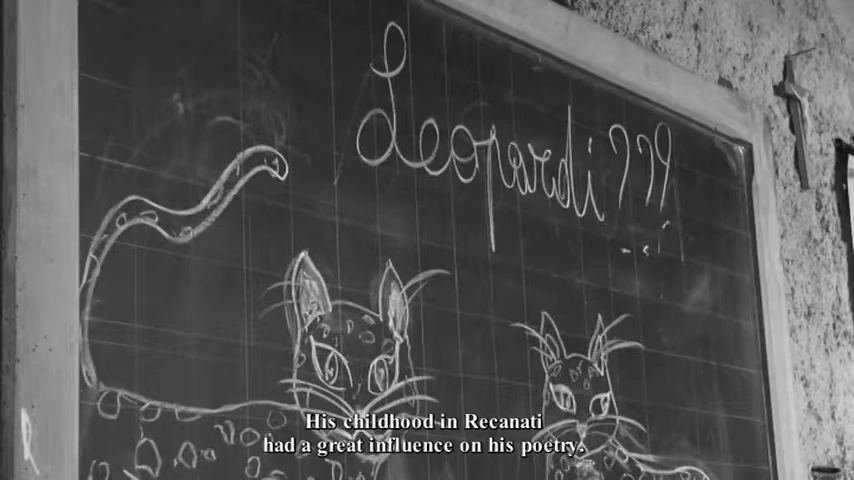 Leopardi???
His childhood in Recanati
had a great influence on his poetry.